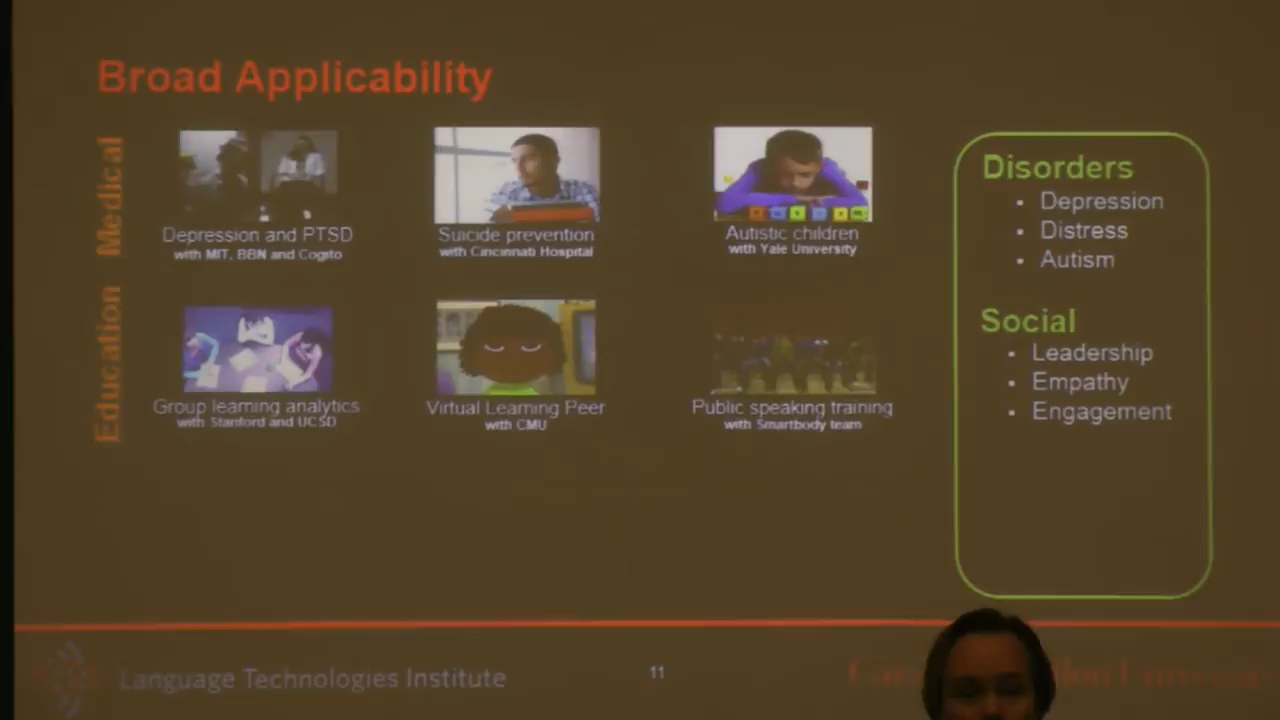 Broad Applicability
Medical
Depression and PTSD
with MIT, BBN and Cogito
Suicide prevention
with Cincinnati Hospital
Autistic children
with Yale University
Education
Group learning analytics
with Stanford and UCSD
Virtual Learning Peer
with CMU
Public speaking training
with Smartbody team
Disorders
▪ Depression
▪ Distress
▪ Autism
Social
▪ Leadership
▪ Empathy
▪ Engagement
Language Technologies Institute
11